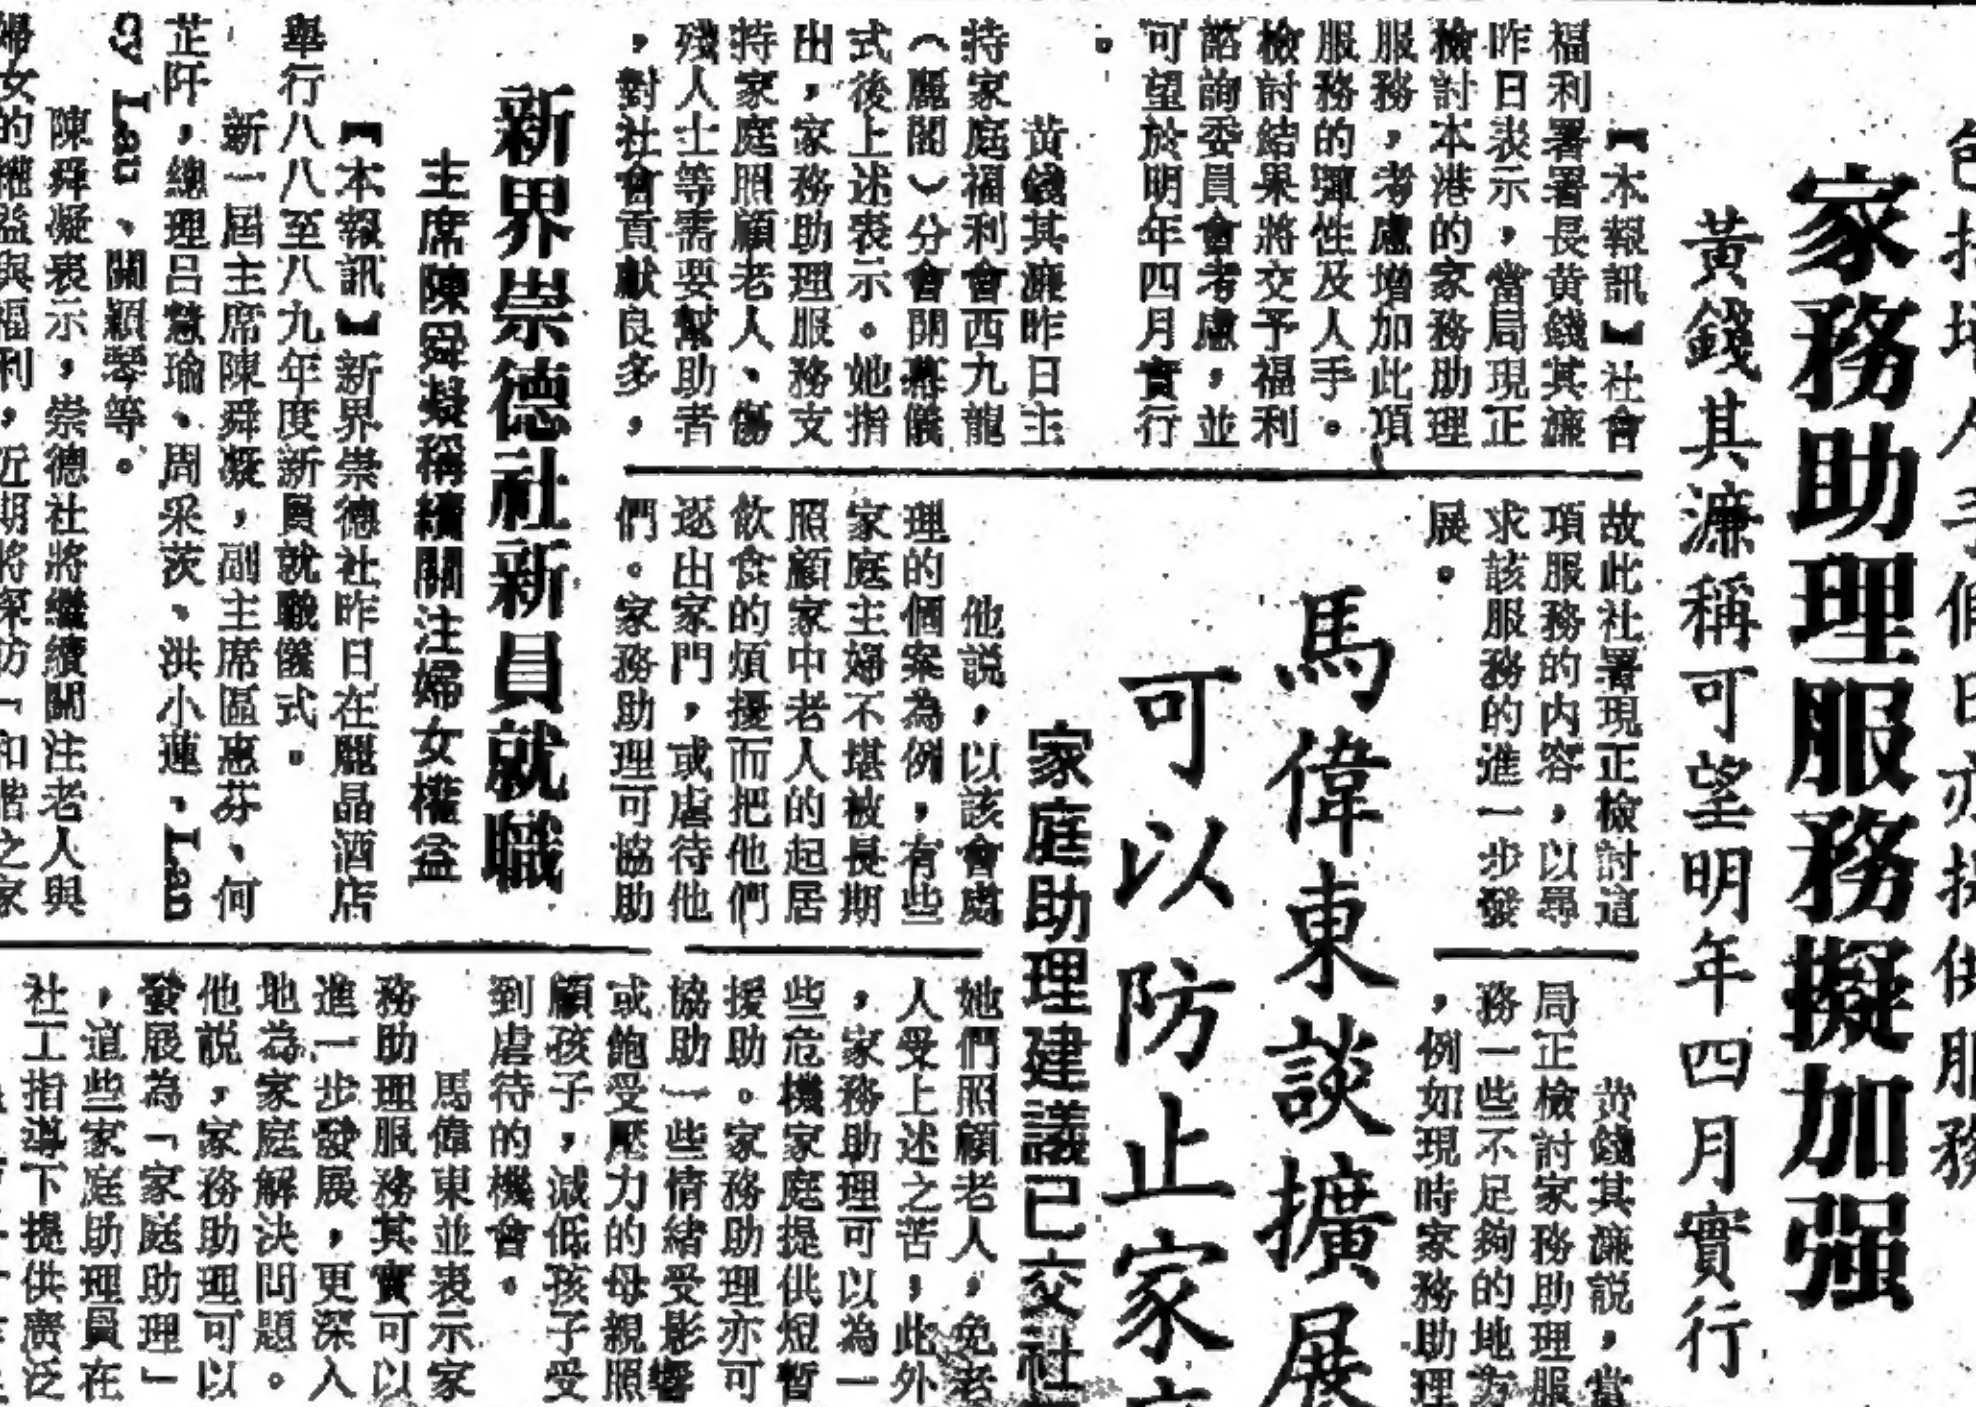 家務助理服務擬加强
黃錢其濂稱可望明年四月實行
【本報訊】社會
福利署署長黄錢其濂
昨日表示，當局現正
檢討本港的家務助理
服務，考慮增加此項
服務的彈性及人手。
檢討結果將交予福利
諮詢委員會考慮，並
可望於明年四月實行
。
黄錢其濂昨日主
持家庭福利會西九龍
（麗閣）分會開幕儀
式後上述表示。她指
出，家務助理服務支
持家庭照顧老人、傷
殘人士等需要幫助者
，對社會貢獻良多，
故此社署現正檢討這
項服務的内容，以尋
求該服務的進一步發
展。
黄錢其濂説，當
局正檢討家務助理服
務一些不足夠的地方
，例如現時家務助理
馬偉東談擴展
可以防止家
家庭助理建議已交社
他説，以該會處
理的個案為例，有些
家庭主婦不堪被長期
照顧家中老人的起居
飲食的煩擾而把他們
逐出家門，或虐待他
們。家務助理可協助
她們照顧老人，免老
人受上述之苦，此外
，家務助理可以為一
些危機家庭提供短暫
援助。家務助理亦可
協助一些情緒受影響
或飽受壓力的母親照
顧孩子，減低孩子受
到虐待的機會。
馬偉東並表示家
務助理服務其實可以
進一步發展，更深入
地為家庭解決問題。
他説，家務助理可以
發展為「家庭助理」
，這些家庭助理員在
社工指導下提供廣泛
新界崇德社新員就職
主席陳舜凝稱續關注婦女權益
【本報訊】新界崇德社昨日在麗晶酒店
舉行八八至八九年度新員就職儀式。
新一屆主席陳舜凝，副主席區惠芬、何
芷阡，總理呂慧瑜、周采茨、洪小蓮、
Lau、關穎琴等。
陳舜凝表示，崇德社將繼續關注老人與
婦女的權益與福利，近期將探訪「和諧之家